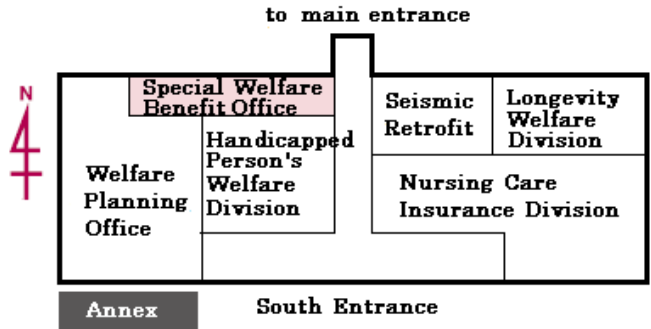 to main entrance
N
Special Welfare
Benefit Office
Seismic
Retrofit
Longevity
Welfare
Division
Handicapped
Person's
Welfare
Division
Welfare
Planning
Office
Nursing Care
Insurance Division
Annex
South Entrance